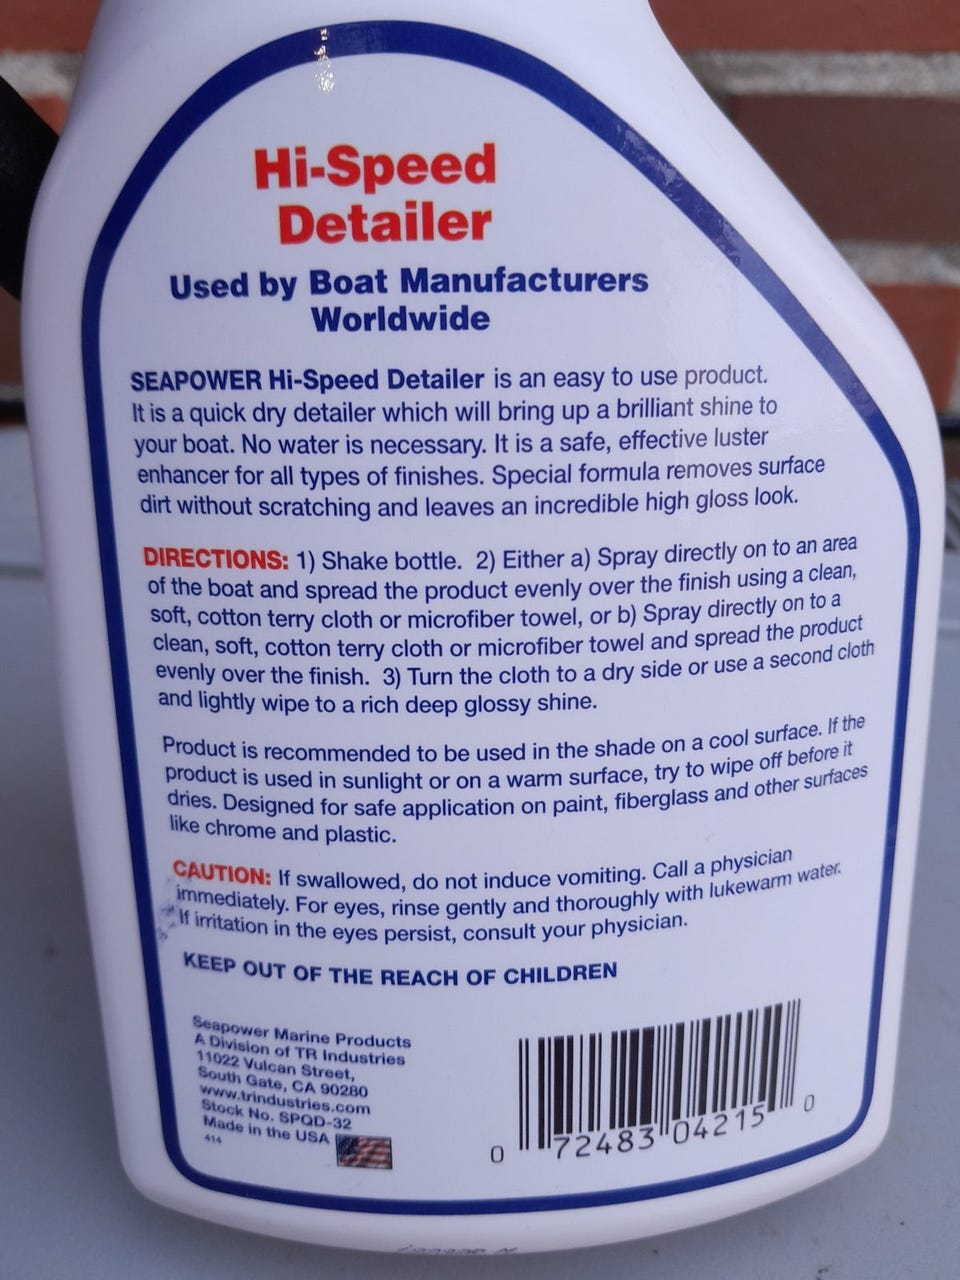 Hi-Speed
Detailer
Used by Boat Manufacturers
Worldwide
SEAPOWER Hi-Speed Detailer is an easy to use product.
It is a quick dry detailer which will bring up a brilliant shine to
your boat. No water is necessary. It is a safe, effective luster
enhancer for all types of finishes. Special formula removes surface
dirt without scratching and leaves an incredible high gloss look.
DIRECTIONS: 1) Shake bottle. 2) Either a) Spray directly on to an area
of the boat and spread the product evenly over the finish using a clean,
soft, cotton terry cloth or microfiber towel, or b) Spray directly on to a
clean, soft, cotton terry cloth or microfiber towel and spread the product
evenly over the finish. 3) Turn the cloth to a dry side or use a second cloth
and lightly wipe to a rich deep glossy shine.
Product is recommended to be used in the shade on a cool surface. If the
product is used in sunlight or on a warm surface, try to wipe off before it
dries. Designed for safe application on paint, fiberglass and other surfaces
like chrome and plastic.
CAUTION: If swallowed, do not induce vomiting. Call a physician
immediately. For eyes, rinse gently and thoroughly with lukewarm water.
If irritation in the eyes persist, consult your physician.
KEEP OUT OF THE REACH OF CHILDREN
Seapower Marine Products
A Division of TR Industries
11022 Vulcan Street,
South Gate, CA 90280
www.trindustries.com
Stock No. SPQD-32
Made in the USA
414
0 72483 04215 0